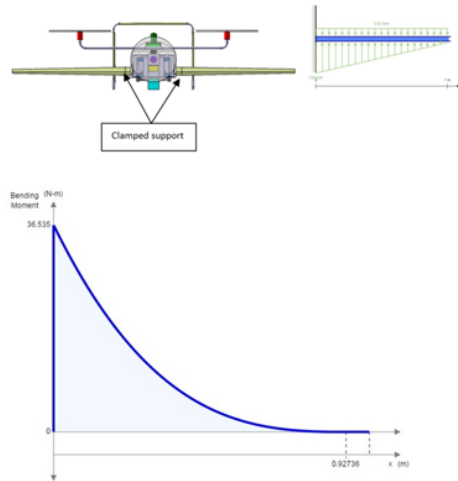 Clamped support
Bending (N-m)
Moment
36.535
0
0.92736
x (m)